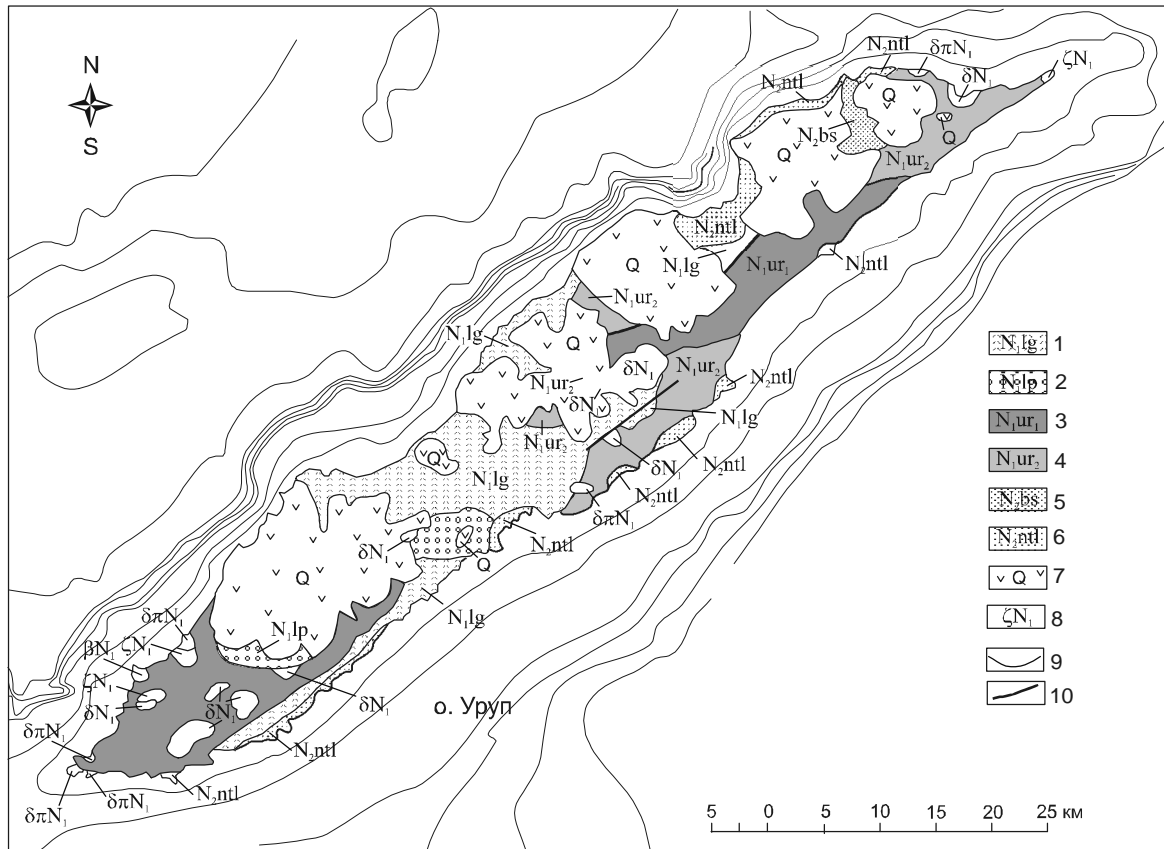 N
S
N₂ntl
δπN₁
ζN₁
N₂ntl
δN₁
Q
Q
N₂bs
Q
N₁ur₂
N₂ntl
N₁lg
N₂ntl
Q
N₁ur₁
N₁ur₂
N₁lg
Q
δN₁
N₁ur₂
N₁ur₂
N₂ntl
δN₁
N₁lg
N₁ur₂
Q
N₁lg
δN₁
N₂ntl
N₂ntl
δπN₁
N₂ntl
δN₁
Q
Q
N₁lg
δπN₁
N₁lp
βN₁
ζN₁
ζN₁
δN₁
δN₁
δN₁
о. Уруп
δπN₁
N₂ntl
N₂ntl
δπN₁
δπN₁
N₁lg 1
N₁lp 2
N₁ur₁ 3
N₁ur₂ 4
N₂bs 5
N₂ntl 6
Q 7
ζN₁ 8
9
10
5 0 5 10 15 20 25 км